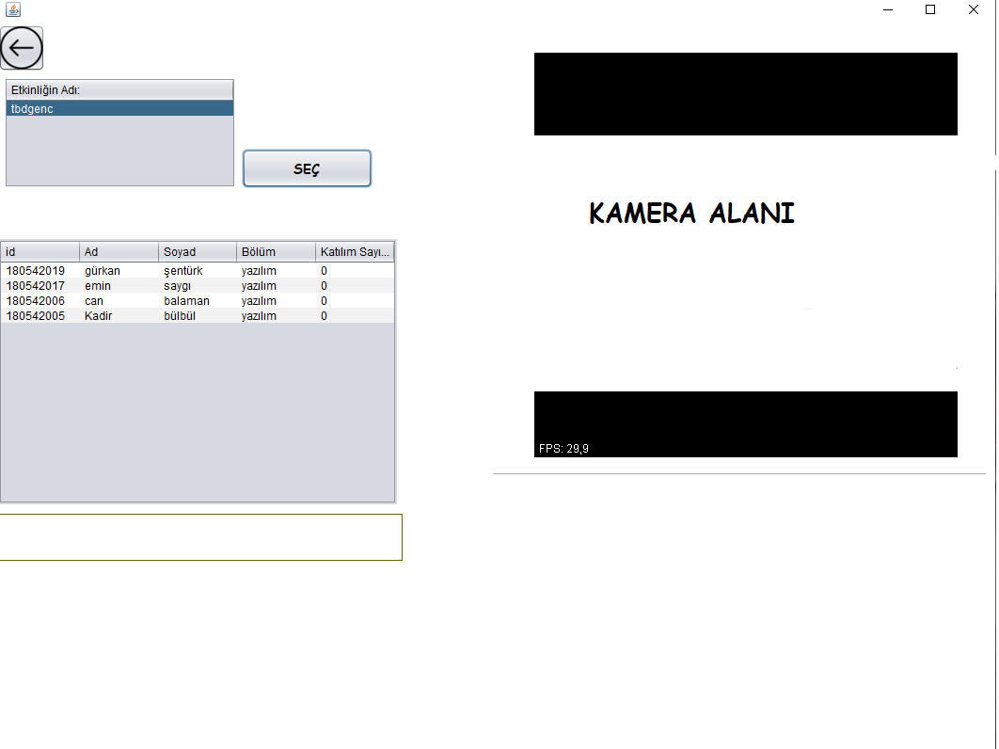 Etkinliğin Adı:
tbdgenc
SEÇ
id Ad Soyad Bölüm Katılım Sayı...
180542019 gürkan şentürk yazılım 0
180542017 emin saygı yazılım 0
180542006 can balaman yazılım 0
180542005 Kadir bülbül yazılım 0
KAMERA ALANI
FPS: 29,9